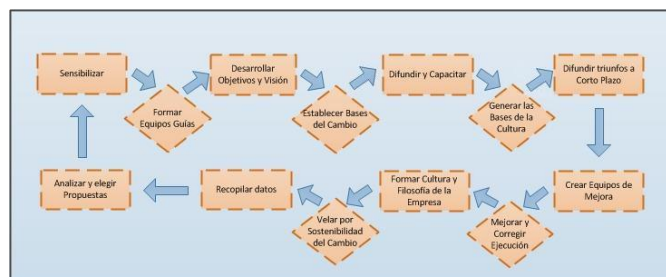 Sensibilizar
Formar
Equipos Guías
Desarrollar
Objetivos y Visión
Establecer Bases
del Cambio
Difundir y Capacitar
Generar las
Bases de la
Cultura
Difundir triunfos a
Corto Plazo
Crear Equipos de
Mejora
Mejorar y
Corregir
Ejecución
Formar Cultura y
Filosofía de la
Empresa
Velar por
Sostenibilidad
del Cambio
Recopilar datos
Analizar y elegir
Propuestas